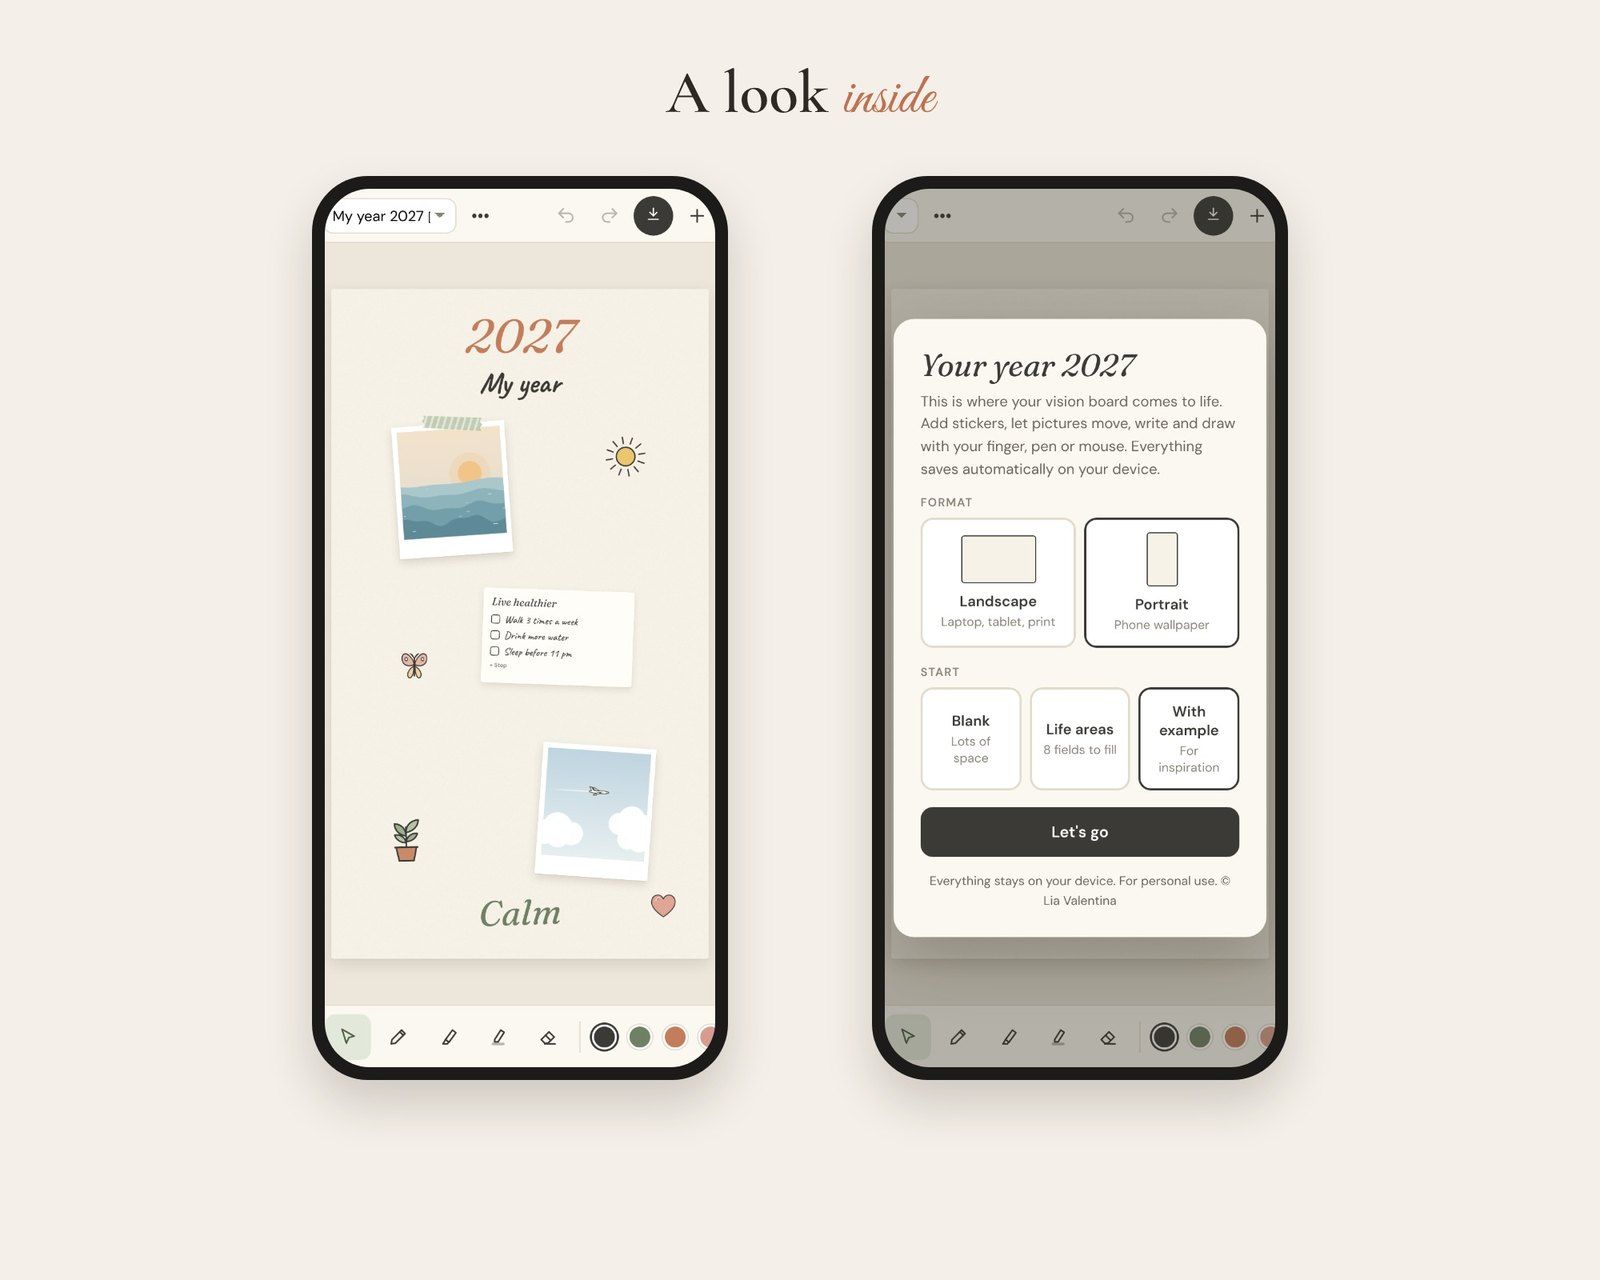 A look inside
My year 2027 [
2027
My year
Live healthier
Walk 3 times a week
Drink more water
Sleep before 11 pm
+ Step
Calm
Your year 2027
This is where your vision board comes to life.
Add stickers, let pictures move, write and draw
with your finger, pen or mouse. Everything
saves automatically on your device.
FORMAT
Landscape
Laptop, tablet, print
Portrait
Phone wallpaper
START
Blank
Lots of
space
Life areas
8 fields to fill
With
example
For
inspiration
Let's go
Everything stays on your device. For personal use. ©
Lia Valentina